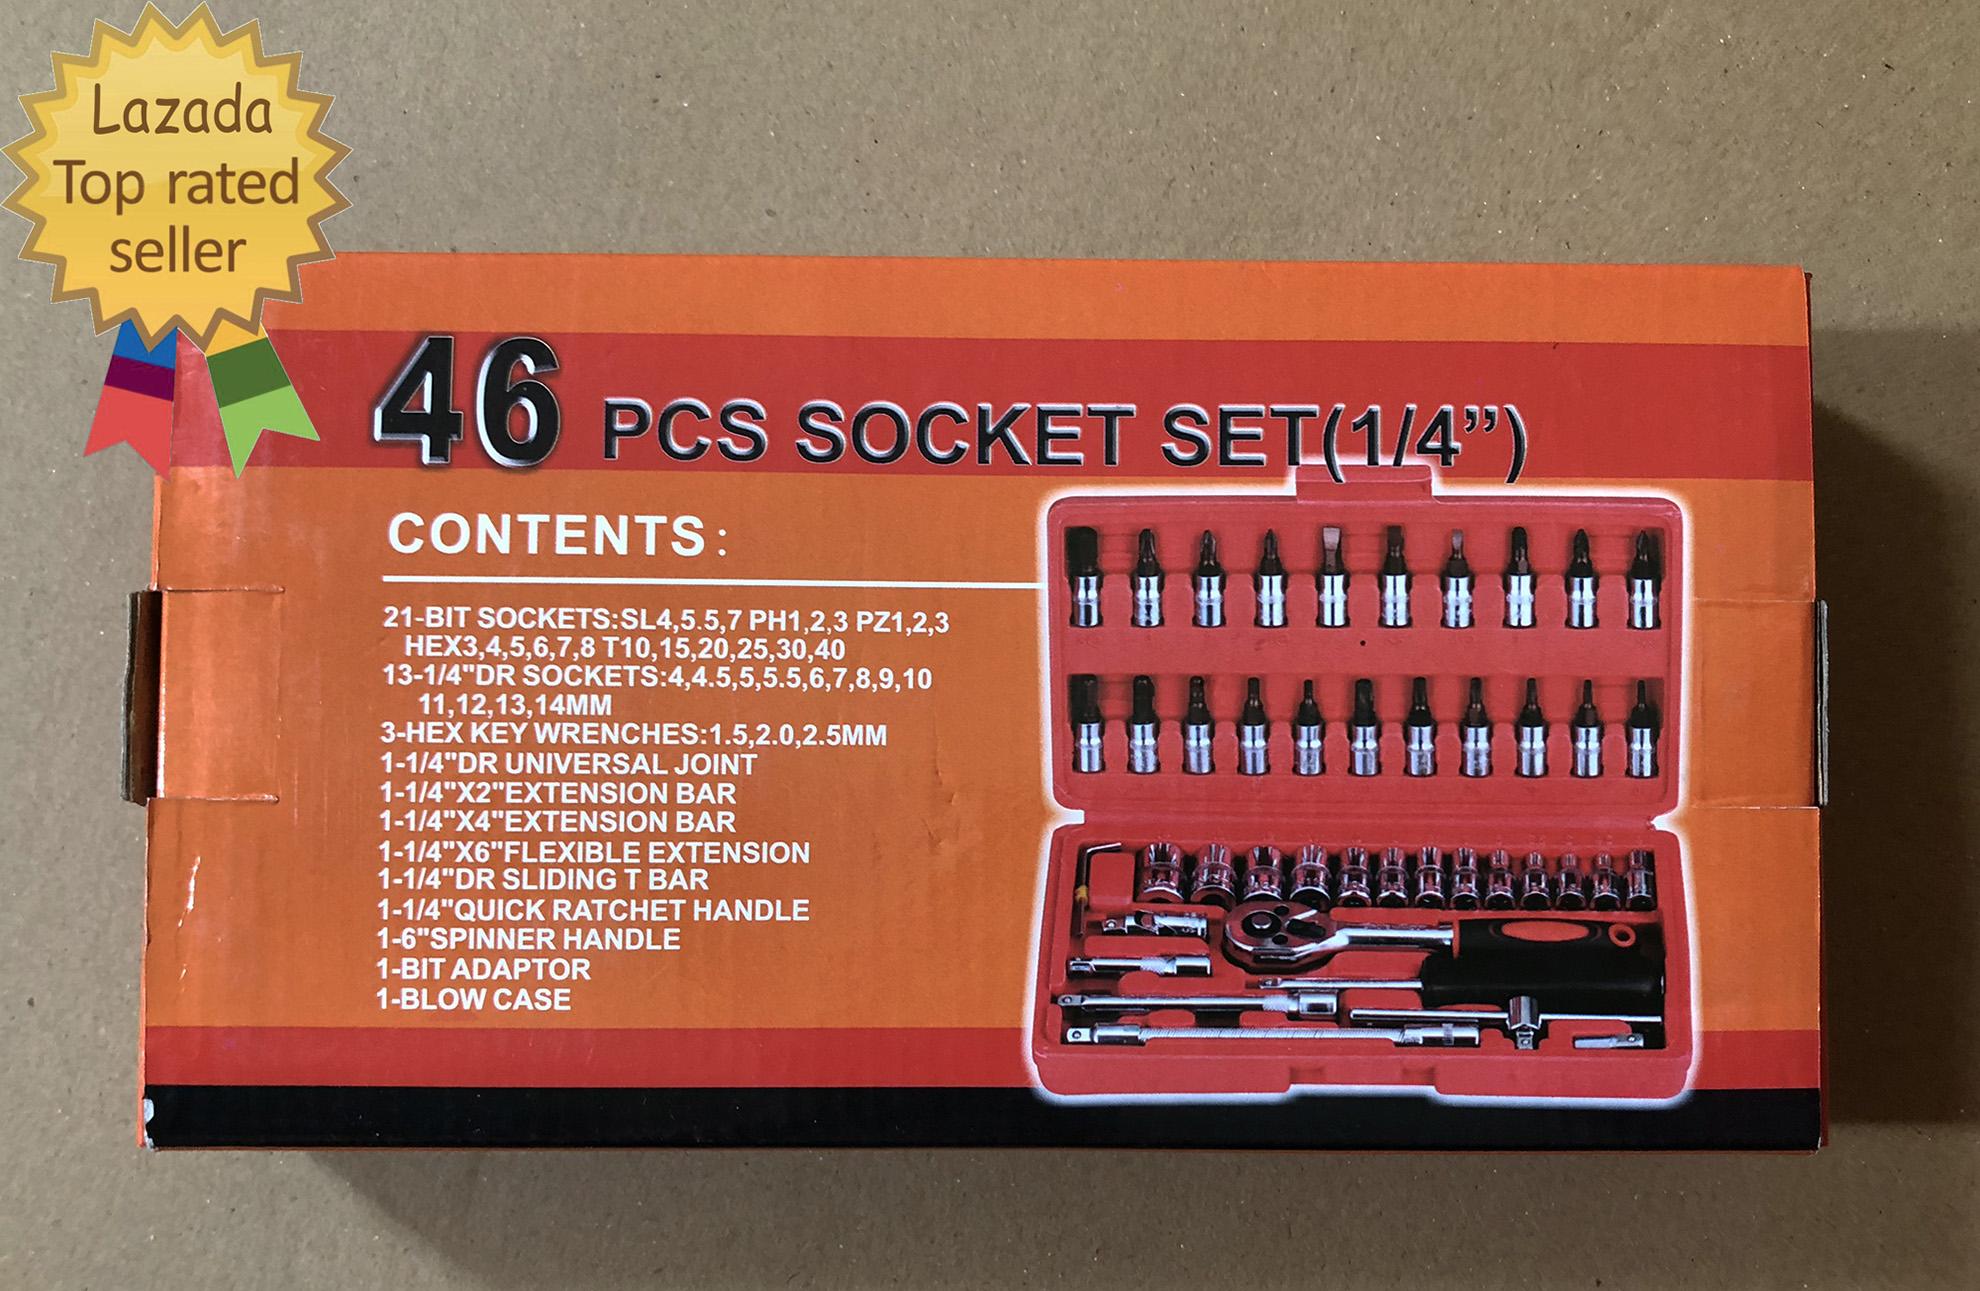 Lazada
Top rated
seller
46 PCS SOCKET SET(1/4”)
CONTENTS:
21-BIT SOCKETS:SL4,5.5,7 PH1,2,3 PZ1,2,3
HEX3,4,5,6,7,8 T10,15,20,25,30,40
13-1/4"DR SOCKETS:4,4.5,5,5.5,6,7,8,9,10
11,12,13,14MM
3-HEX KEY WRENCHES:1.5,2.0,2.5MM
1-1/4"DR UNIVERSAL JOINT
1-1/4"X2"EXTENSION BAR
1-1/4"X4"EXTENSION BAR
1-1/4"X6"FLEXIBLE EXTENSION
1-1/4"DR SLIDING T BAR
1-1/4"QUICK RATCHET HANDLE
1-6"SPINNER HANDLE
1-BIT ADAPTOR
1-BLOW CASE